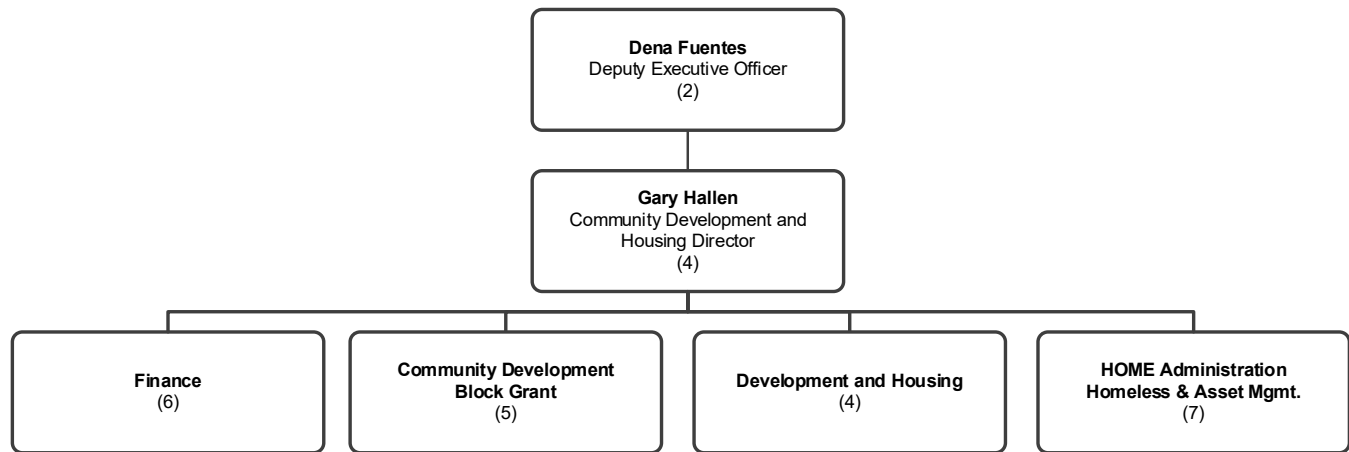 Dena Fuentes
Deputy Executive Officer
(2)
Gary Hallen
Community Development and
Housing Director
(4)
Finance
(6)
Community Development
Block Grant
(5)
Development and Housing
(4)
HOME Administration
Homeless & Asset Mgmt.
(7)